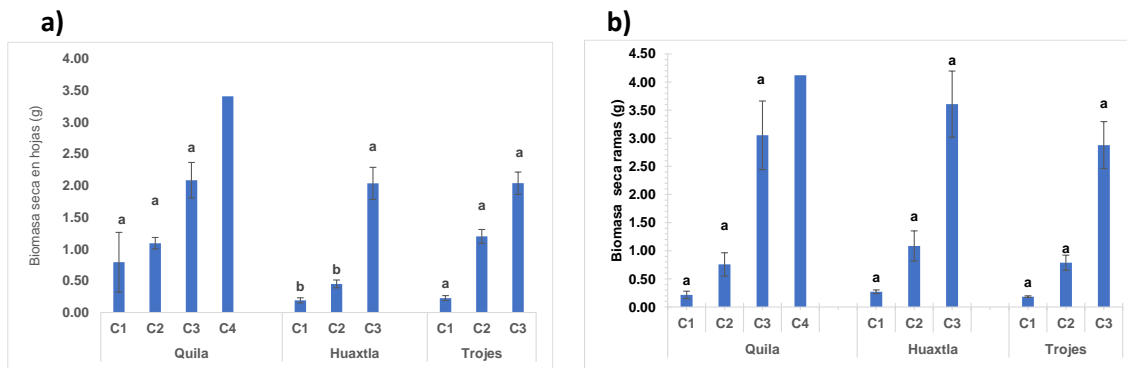 a)
4.00
3.50
3.00
2.50
2.00
1.50
1.00
0.50
0.00
Biomasa seca en hojas (g)
a
a
a
b
b
a
a
a
a
C1 C2 C3 C4 C1 C2 C3 C1 C2 C3
Quila Huaxtla Trojes
b)
4.50
4.00
3.50
3.00
2.50
2.00
1.50
1.00
0.50
0.00
Biomasa seca ramas (g)
a
a
a
a
a
a
a
a
a
C1 C2 C3 C4 C1 C2 C3 C1 C2 C3
Quila Huaxtla Trojes